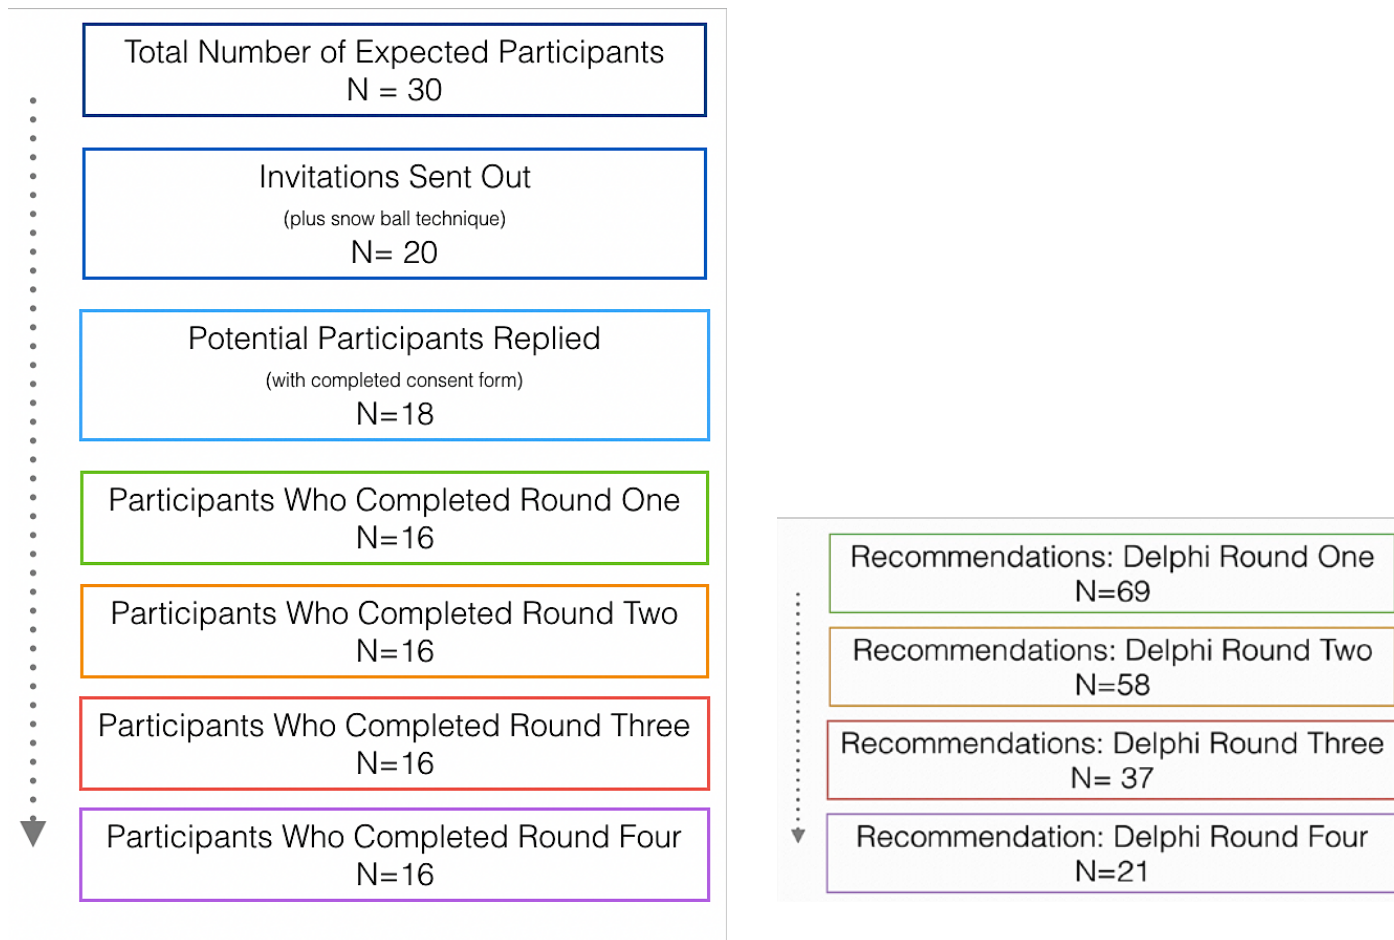 Total Number of Expected Participants
N = 30
Invitations Sent Out
(plus snow ball technique)
N= 20
Potential Participants Replied
(with completed consent form)
N=18
Participants Who Completed Round One
N=16
Participants Who Completed Round Two
N=16
Participants Who Completed Round Three
N=16
Participants Who Completed Round Four
N=16
Recommendations: Delphi Round One
N=69
Recommendations: Delphi Round Two
N=58
Recommendations: Delphi Round Three
N= 37
Recommendation: Delphi Round Four
N=21